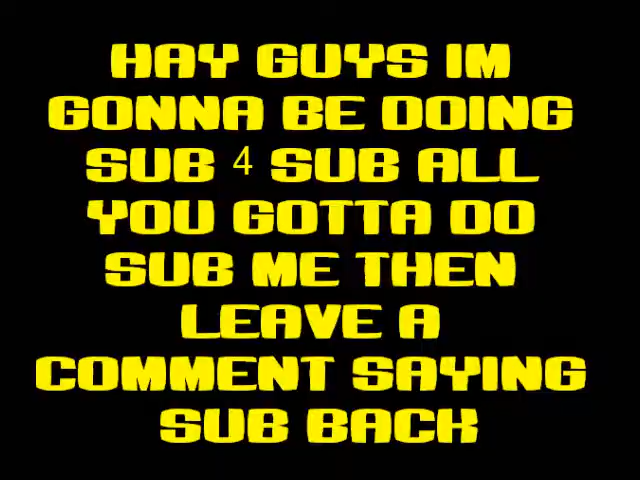 HAY GUYS IM
GONNA BE DOING
SUB 4 SUB ALL
YOU GOTTA DO
SUB ME THEN
LEAVE A
COMMENT SAYING
SUB BACK